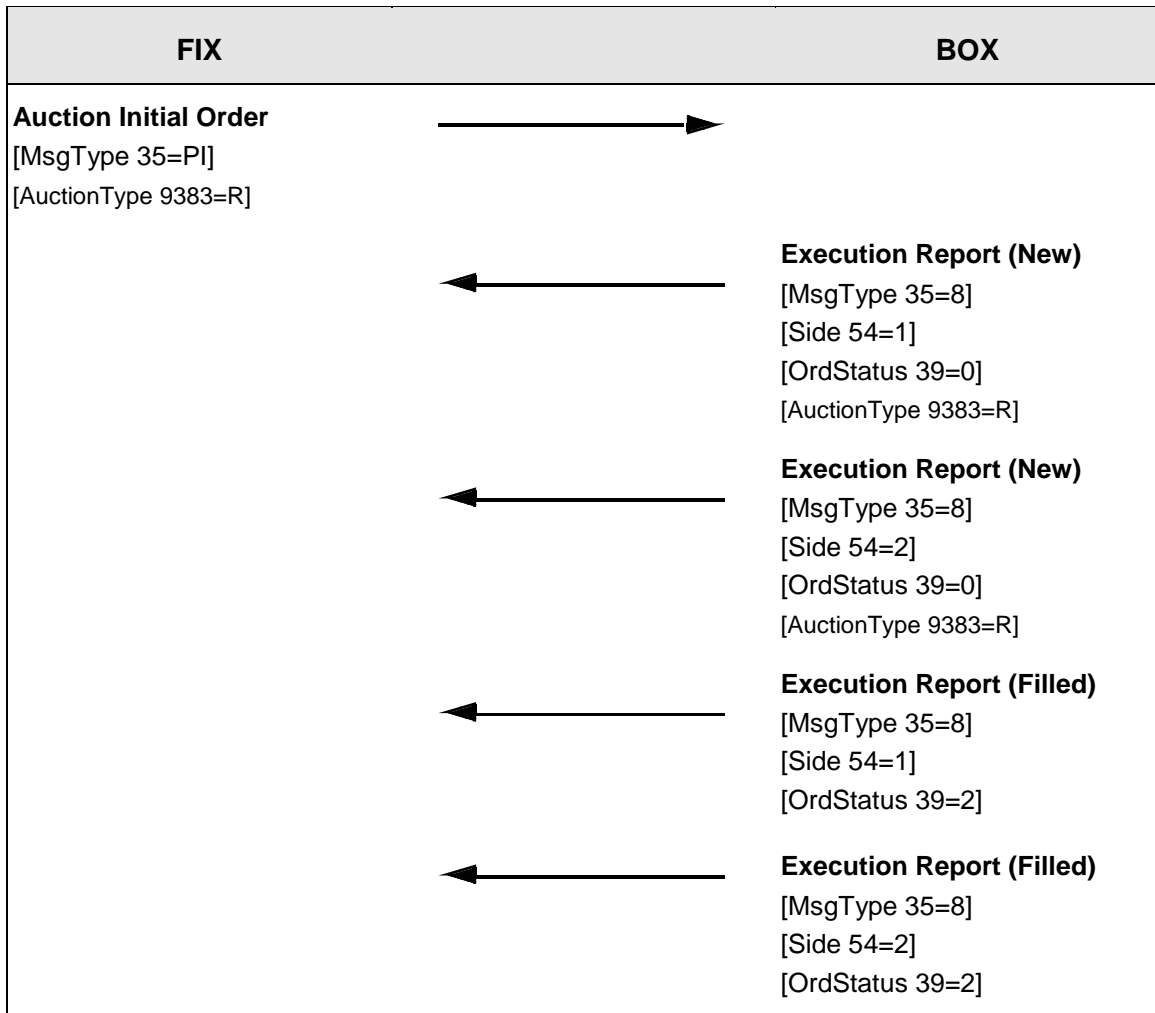 FIX
BOX
Auction Initial Order
[MsgType 35=PI]
[AuctionType 9383=R]
Execution Report (New)
[MsgType 35=8]
[Side 54=1]
[OrdStatus 39=0]
[AuctionType 9383=R]
Execution Report (New)
[MsgType 35=8]
[Side 54=2]
[OrdStatus 39=0]
[AuctionType 9383=R]
Execution Report (Filled)
[MsgType 35=8]
[Side 54=1]
[OrdStatus 39=2]
Execution Report (Filled)
[MsgType 35=8]
[Side 54=2]
[OrdStatus 39=2]